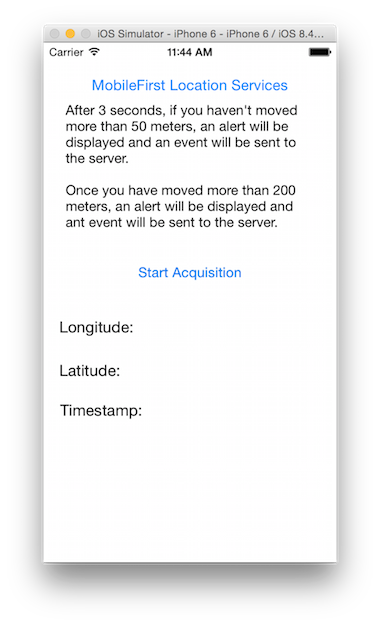 iOS Simulator - iPhone 6 - iPhone 6 / iOS 8.4...
Carrier 11:44 AM
MobileFirst Location Services
After 3 seconds, if you haven't moved
more than 50 meters, an alert will be
displayed and an event will be sent to
the server.
Once you have moved more than 200
meters, an alert will be displayed and
ant event will be sent to the server.
Start Acquisition
Longitude:
Latitude:
Timestamp: